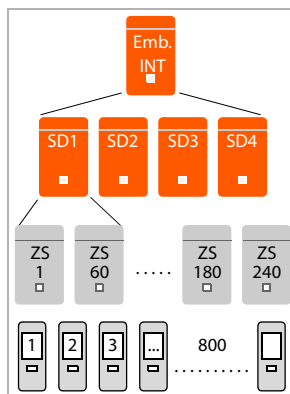 Emb.
INT
SD1 SD2 SD3 SD4
ZS ZS ZS ZS
1 60 ..... 180 240
1 2 3 ... 800
..........